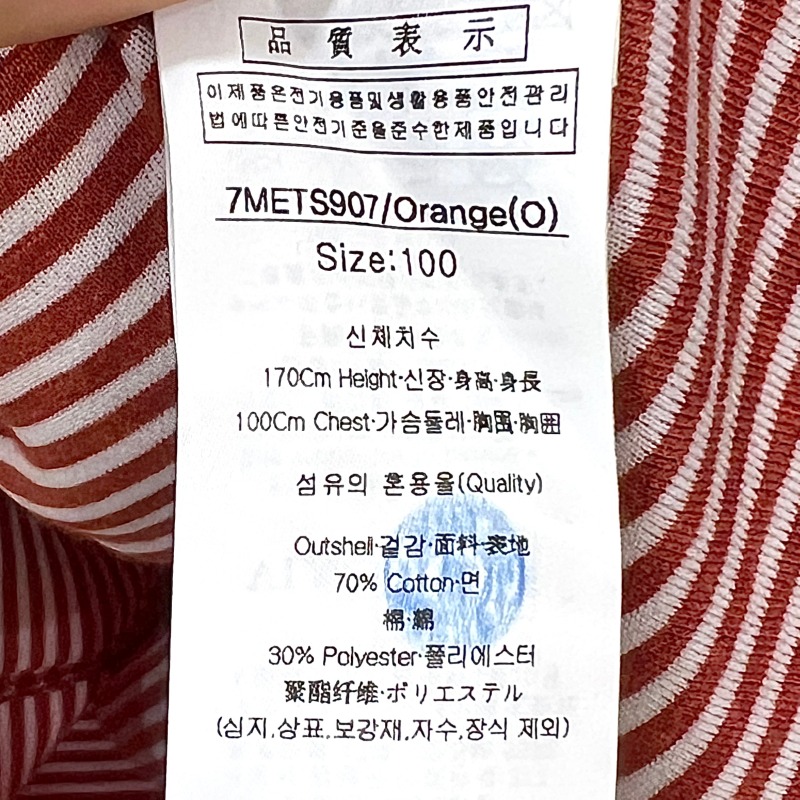 品質表示
이제품은전기용품및생활용품안전관리
법에따른안전기준을준수한제품입니다
7METS907/Orange(O)
Size:100
신체치수
170Cm Height·신장·身高·身長
100Cm Chest·가슴둘레·胸围·胸囲
섬유의 혼용율(Quality)
Outshell·겉감·面料·表地
70% Cotton·면
棉·綿
30% Polyester·폴리에스터
聚酯纤维·ポリエステル
(심지,상표,보강재,자수,장식 제외)